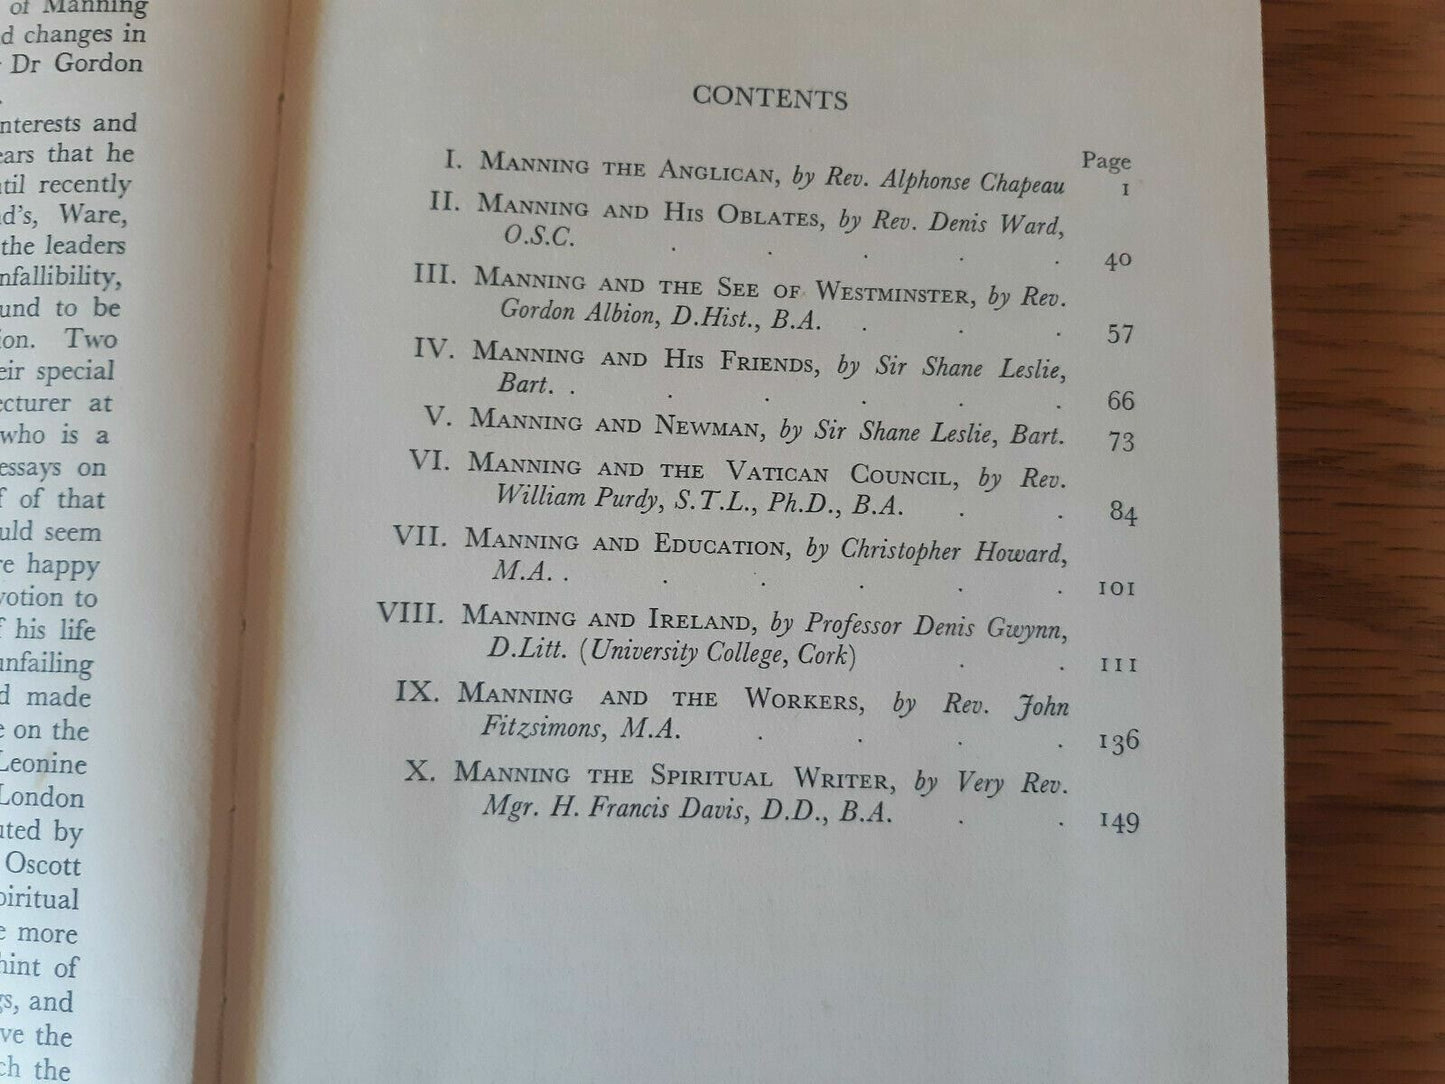 of Manning
d changes in
Dr Gordon
nterests and
ears that he
til recently
d's, Ware,
the leaders
nfallibility,
und to be
ion. Two
eir special
ecturer at
who is a
essays on
f of that
uld seem
re happy
votion to
f his life
unfailing
d made
e on the
Leonine
London
uted by
Oscott
piritual
e more
hint of
gs, and
ve the
ch the
CONTENTS
Page
I. MANNING THE ANGLICAN, by Rev. Alphonse Chapeau 1
II. MANNING AND HIS OBLATES, by Rev. Denis Ward,
O.S.C. . . . . . 40
III. MANNING AND THE SEE OF WESTMINSTER, by Rev.
Gordon Albion, D.Hist., B.A. . . . 57
IV. MANNING AND HIS FRIENDS, by Sir Shane Leslie,
Bart. . . . . . . 66
V. MANNING AND NEWMAN, by Sir Shane Leslie, Bart. 73
VI. MANNING AND THE VATICAN COUNCIL, by Rev.
William Purdy, S.T.L., Ph.D., B.A. . . 84
VII. MANNING AND EDUCATION, by Christopher Howard,
M.A. . . . . . . 101
VIII. MANNING AND IRELAND, by Professor Denis Gwynn,
D.Litt. (University College, Cork) . . 111
IX. MANNING AND THE WORKERS, by Rev. John
Fitzsimons, M.A. . . . . 136
X. MANNING THE SPIRITUAL WRITER, by Very Rev.
Mgr. H. Francis Davis, D.D., B.A. . . 149